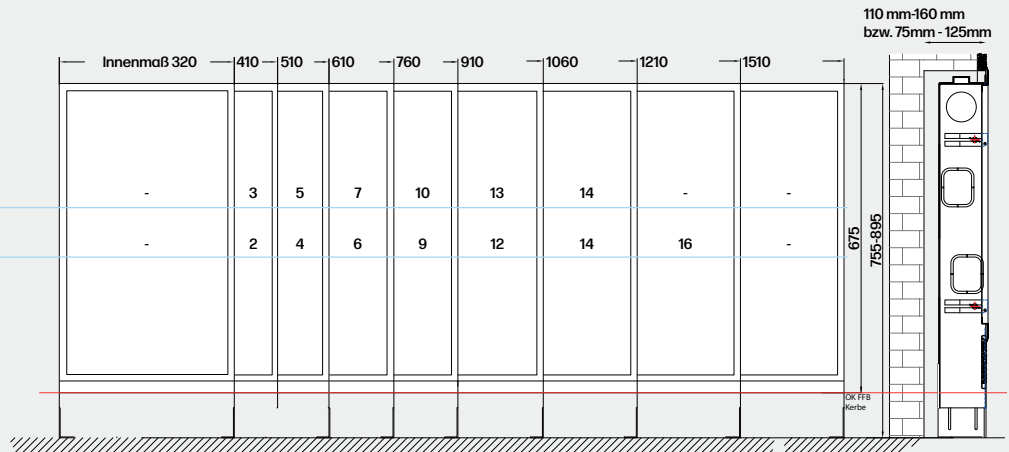 110 mm-160 mm
bzw. 75mm - 125mm
Innenmaß 320 410 510 610 760 910 1060 1210 1510
- 3 5 7 10 13 14 - -
- 2 4 6 9 12 14 16 -
675
755-895
OK FFB
Kerbe